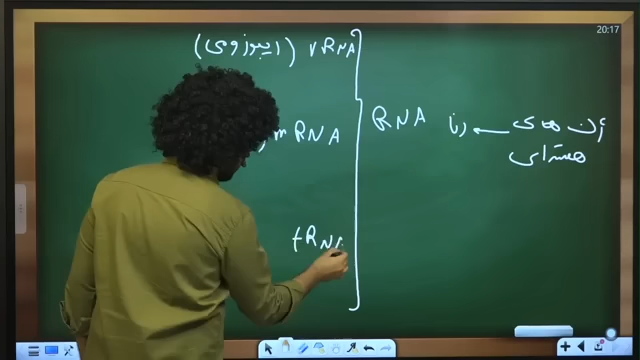 20:17
rRNA (ریبوزومی)
ژن های ← رنا RNA
هسته‌ای
mRNA
tRNA